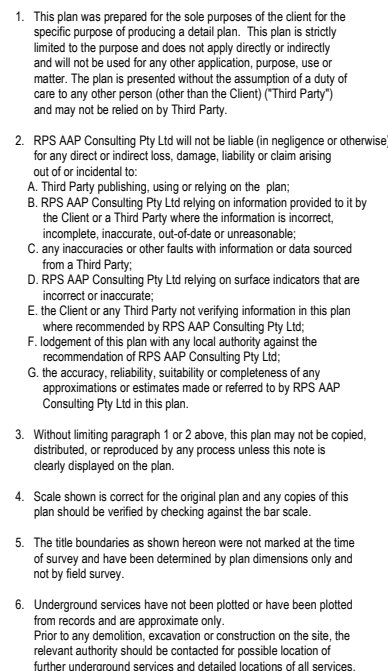 1. This plan was prepared for the sole purposes of the client for the
specific purpose of producing a detail plan. This plan is strictly
limited to the purpose and does not apply directly or indirectly
and will not be used for any other application, purpose, use or
matter. The plan is presented without the assumption of a duty of
care to any other person (other than the Client) ("Third Party")
and may not be relied on by Third Party.
2. RPS AAP Consulting Pty Ltd will not be liable (in negligence or otherwise)
for any direct or indirect loss, damage, liability or claim arising
out of or incidental to:
A. Third Party publishing, using or relying on the plan;
B. RPS AAP Consulting Pty Ltd relying on information provided to it by
the Client or a Third Party where the information is incorrect,
incomplete, inaccurate, out-of-date or unreasonable;
C. any inaccuracies or other faults with information or data sourced
from a Third Party;
D. RPS AAP Consulting Pty Ltd relying on surface indicators that are
incorrect or inaccurate;
E. the Client or any Third Party not verifying information in this plan
where recommended by RPS AAP Consulting Pty Ltd;
F. lodgement of this plan with any local authority against the
recommendation of RPS AAP Consulting Pty Ltd;
G. the accuracy, reliability, suitability or completeness of any
approximations or estimates made or referred to by RPS AAP
Consulting Pty Ltd in this plan.
3. Without limiting paragraph 1 or 2 above, this plan may not be copied,
distributed, or reproduced by any process unless this note is
clearly displayed on the plan.
4. Scale shown is correct for the original plan and any copies of this
plan should be verified by checking against the bar scale.
5. The title boundaries as shown hereon were not marked at the time
of survey and have been determined by plan dimensions only and
not by field survey.
6. Underground services have not been plotted or have been plotted
from records and are approximate only.
Prior to any demolition, excavation or construction on the site, the
relevant authority should be contacted for possible location of
further underground services and detailed locations of all services.